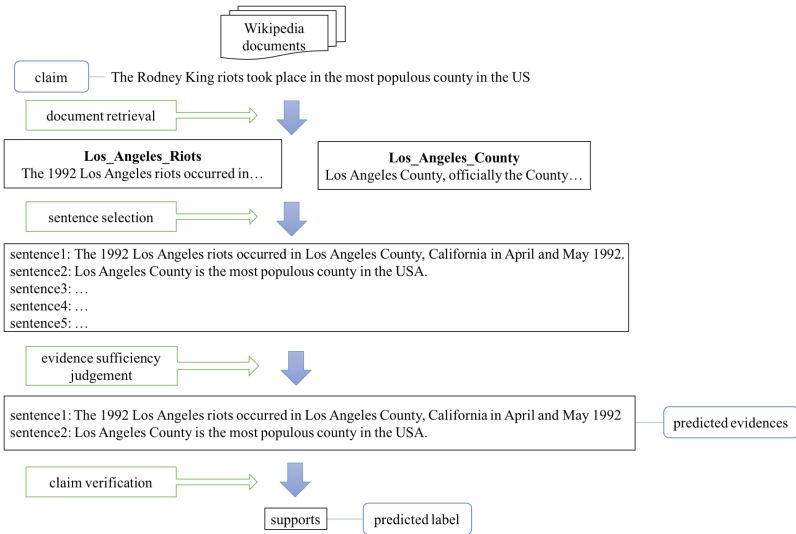 Wikipedia
documents
claim
The Rodney King riots took place in the most populous county in the US
document retrieval
Los_Angeles_Riots
The 1992 Los Angeles riots occurred in…
Los_Angeles_County
Los Angeles County, officially the County…
sentence selection
sentence1: The 1992 Los Angeles riots occurred in Los Angeles County, California in April and May 1992.
sentence2: Los Angeles County is the most populous county in the USA.
sentence3: …
sentence4: …
sentence5: …
evidence sufficiency
judgement
sentence1: The 1992 Los Angeles riots occurred in Los Angeles County, California in April and May 1992
sentence2: Los Angeles County is the most populous county in the USA.
predicted evidences
claim verification
supports
predicted label